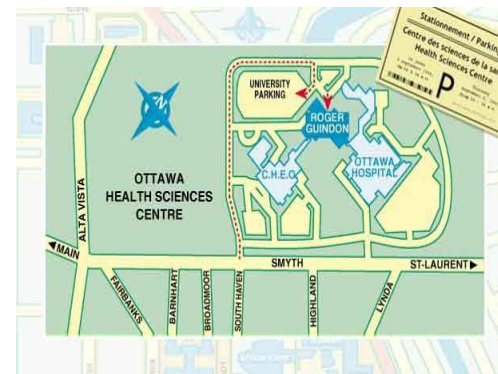 Stationnement / Parking
Centre des sciences de la santé
Health Sciences Centre
P
N
UNIVERSITY
PARKING
ROGER
GUINDON
C.H.E.O.
OTTAWA
HOSPITAL
OTTAWA
HEALTH SCIENCES
CENTRE
ALTA VISTA
MAIN
SMYTH
ST-LAURENT
FAIRBANKS
BARNHART
BROADMOOR
SOUTH HAVEN
HIGHLAND
LYNDA